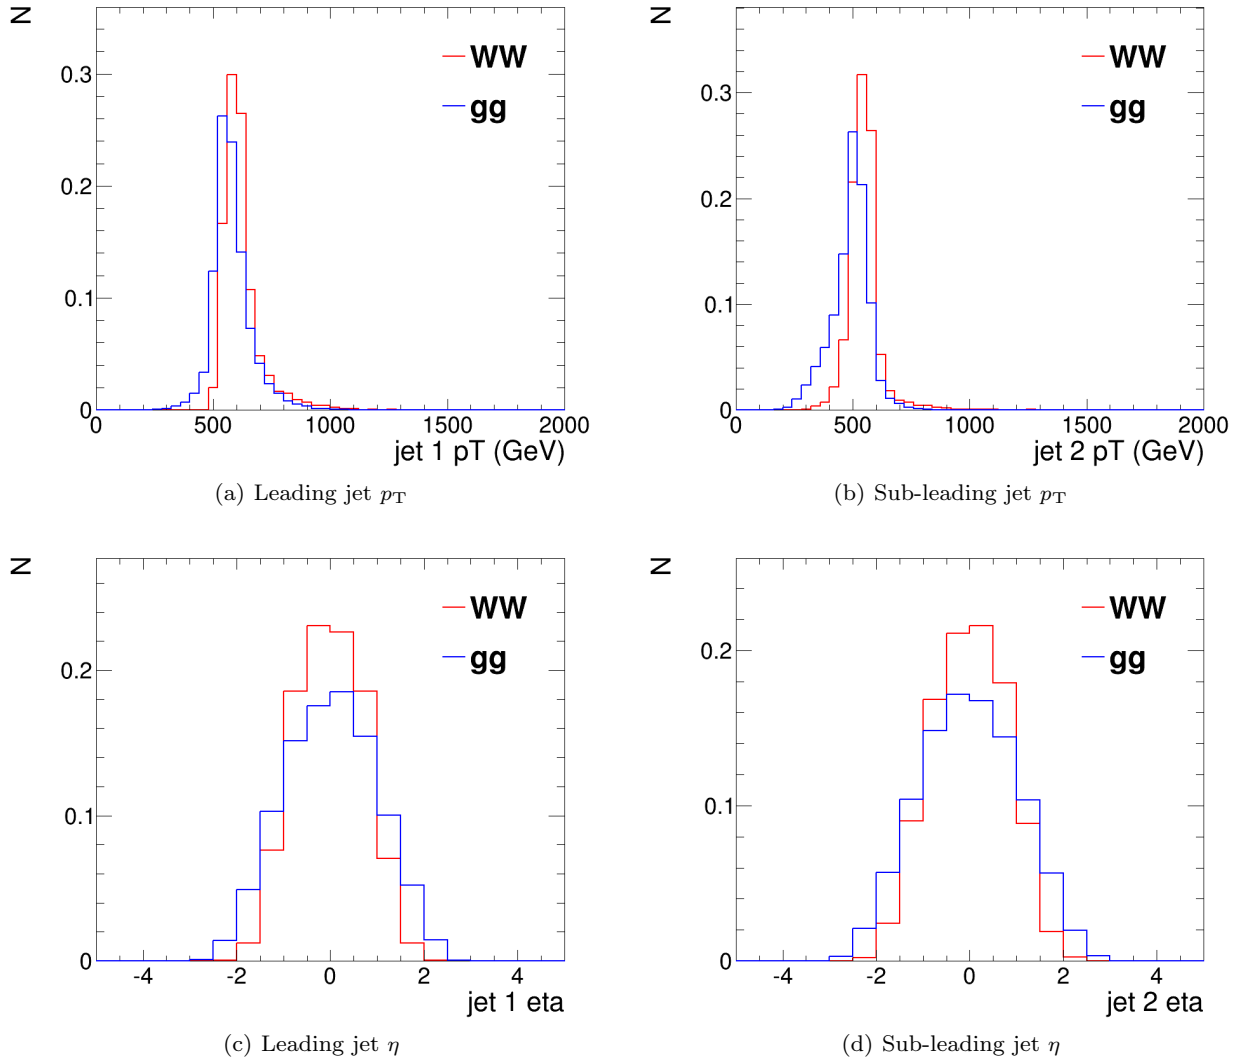 N
WW
gg
0.3
0.2
0.1
0
0 500 1000 1500 2000
jet 1 pT (GeV)
(a) Leading jet pT
N
WW
gg
0.3
0.2
0.1
0
0 500 1000 1500 2000
jet 2 pT (GeV)
(b) Sub-leading jet pT
N
WW
gg
0.2
0.1
0
-4 -2 0 2 4
jet 1 eta
(c) Leading jet η
N
WW
gg
0.2
0.1
0
-4 -2 0 2 4
jet 2 eta
(d) Sub-leading jet η